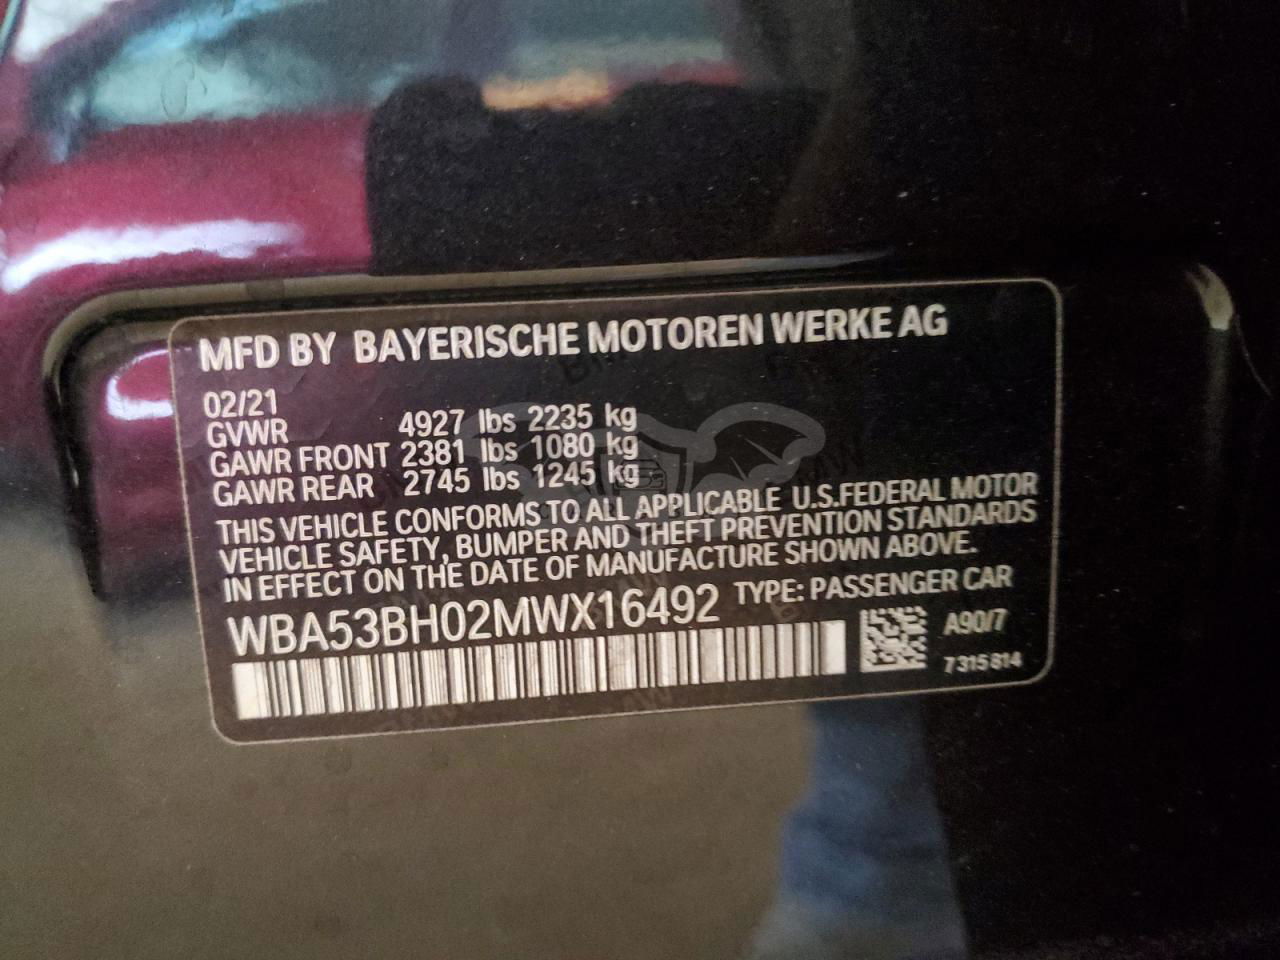 MFD BY BAYERISCHE MOTOREN WERKE AG
02/21
GVWR 4927 lbs 2235 kg
GAWR FRONT 2381 lbs 1080 kg
GAWR REAR 2745 lbs 1245 kg
THIS VEHICLE CONFORMS TO ALL APPLICABLE U.S.FEDERAL MOTOR
VEHICLE SAFETY, BUMPER AND THEFT PREVENTION STANDARDS
IN EFFECT ON THE DATE OF MANUFACTURE SHOWN ABOVE.
WBA53BH02MWX16492 TYPE: PASSENGER CAR
A90/7
7315814